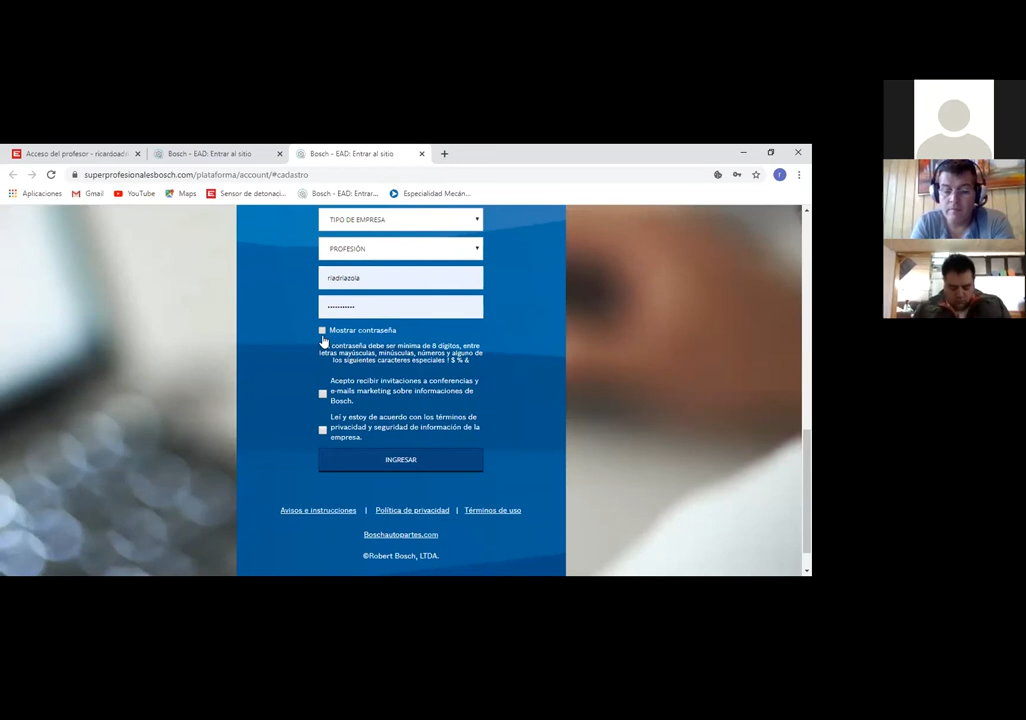 Acceso del profesor - ricardoadr
Bosch - EAD: Entrar al sitio
Bosch - EAD: Entrar al sitio
superprofesionalesbosch.com/plataforma/account/#cadastro
Aplicaciones
Gmail
YouTube
Maps
Sensor de detonaci...
Bosch - EAD: Entrar...
Especialidad Mecán...
TIPO DE EMPRESA
PROFESIÓN
riadriazola
Mostrar contraseña
contraseña debe ser mínima de 8 dígitos, entre
letras mayúsculas, minúsculas, números y alguno de
los siguientes caracteres especiales ! $ % &
Acepto recibir invitaciones a conferencias y
e-mails marketing sobre informaciones de
Bosch.
Leí y estoy de acuerdo con los términos de
privacidad y seguridad de información de la
empresa.
INGRESAR
Avisos e instrucciones | Política de privacidad | Términos de uso
Boschautopartes.com
©Robert Bosch, LTDA.